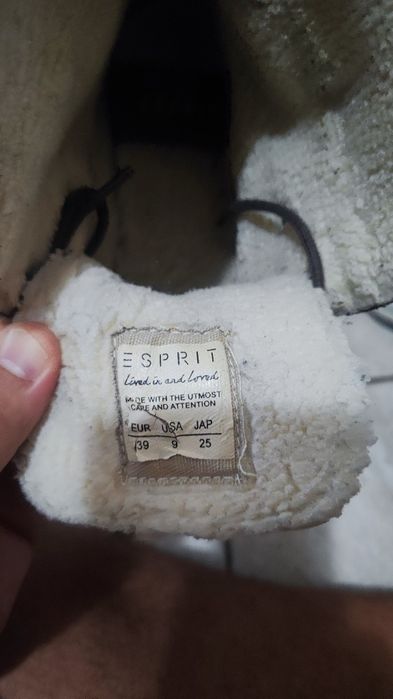 ESPRIT
Lived in and Loved
MADE WITH THE UTMOST
CARE AND ATTENTION
EUR USA JAP
39 9 25